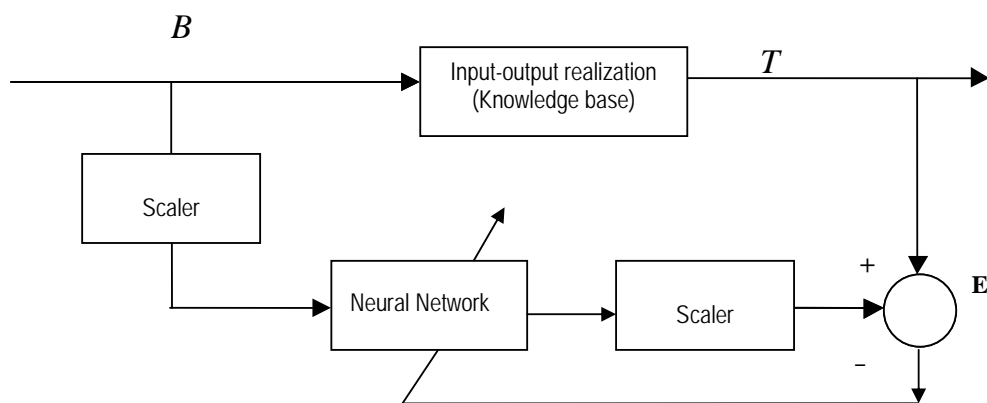 B
Input-output realization
(Knowledge base)
T
Scaler
Neural Network
Scaler
+
E
–